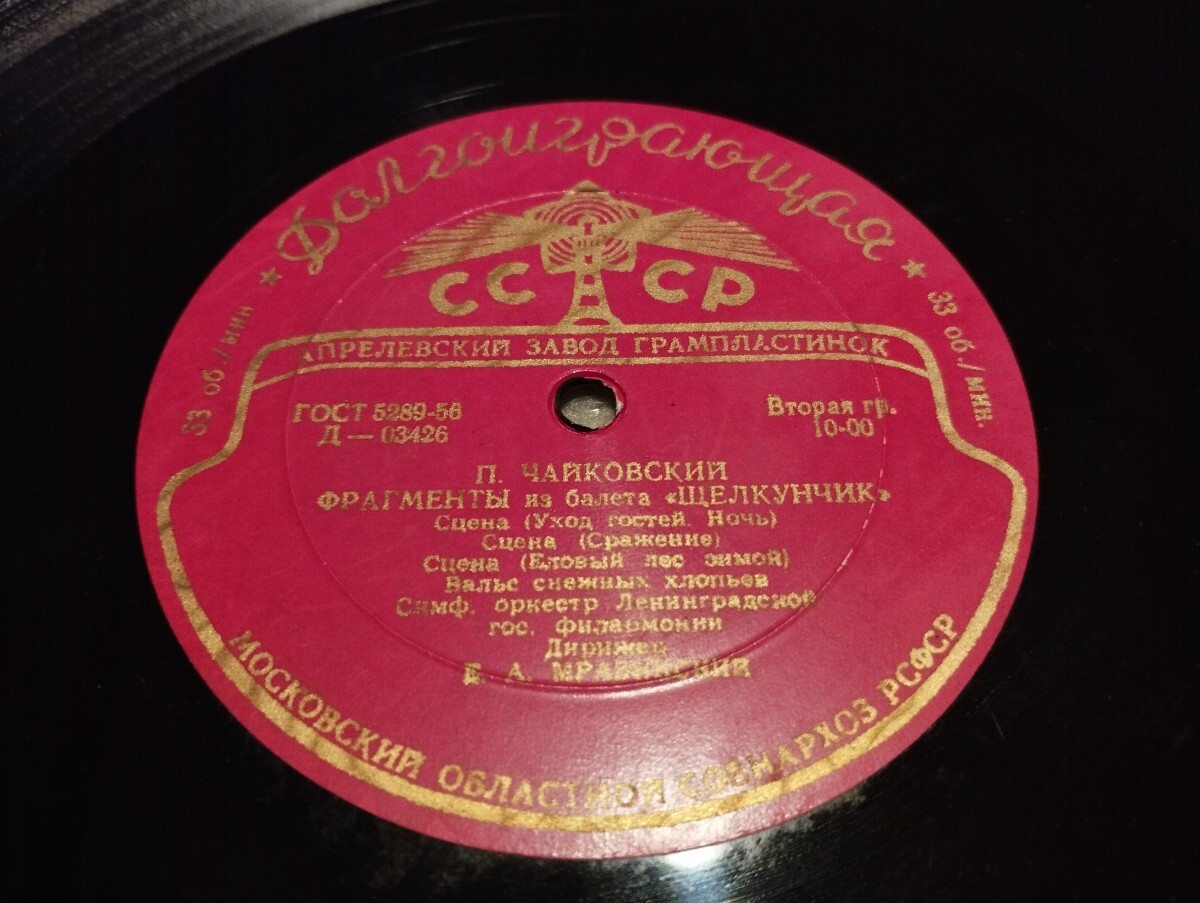 Долгоиграющая
★ 33 об/мин
★ 33 об./мин.
СССР
АПРЕЛЕВСКИЙ ЗАВОД ГРАМПЛАСТИНОК
ГОСТ 5289-56
Д — 03426
Вторая гр.
10-00
П. ЧАЙКОВСКИЙ
ФРАГМЕНТЫ из балета «ЩЕЛКУНЧИК»
Сцена (Уход гостей. Ночь)
Сцена (Сражение)
Сцена (Еловый лес зимой)
Вальс снежных хлопьев
Симф. оркестр Ленинградской
гос. филармонии
Дирижер
Е. А. МРАВИНСКИЙ
МОСКОВСКИЙ ОБЛАСТНОЙ СОВНАРХОЗ РСФСР